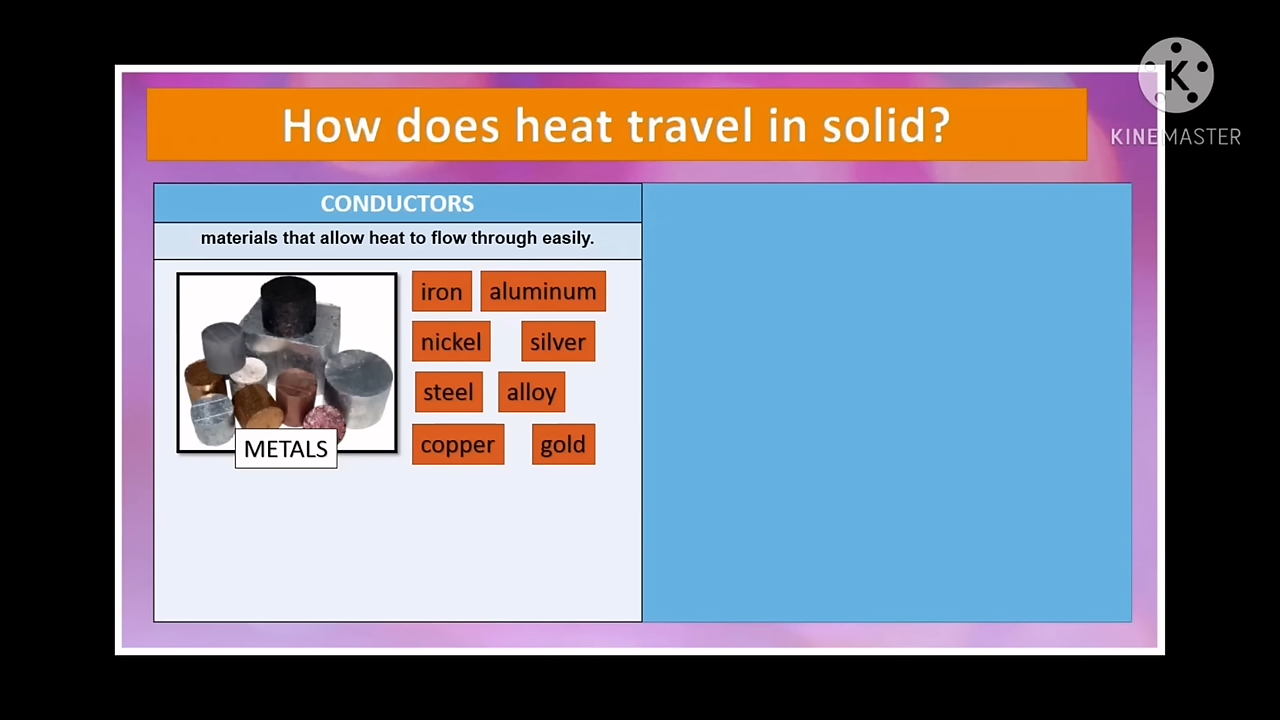 How does heat travel in solid?
K
KINEMASTER
CONDUCTORS
materials that allow heat to flow through easily.
iron aluminum
nickel silver
steel alloy
copper gold
METALS